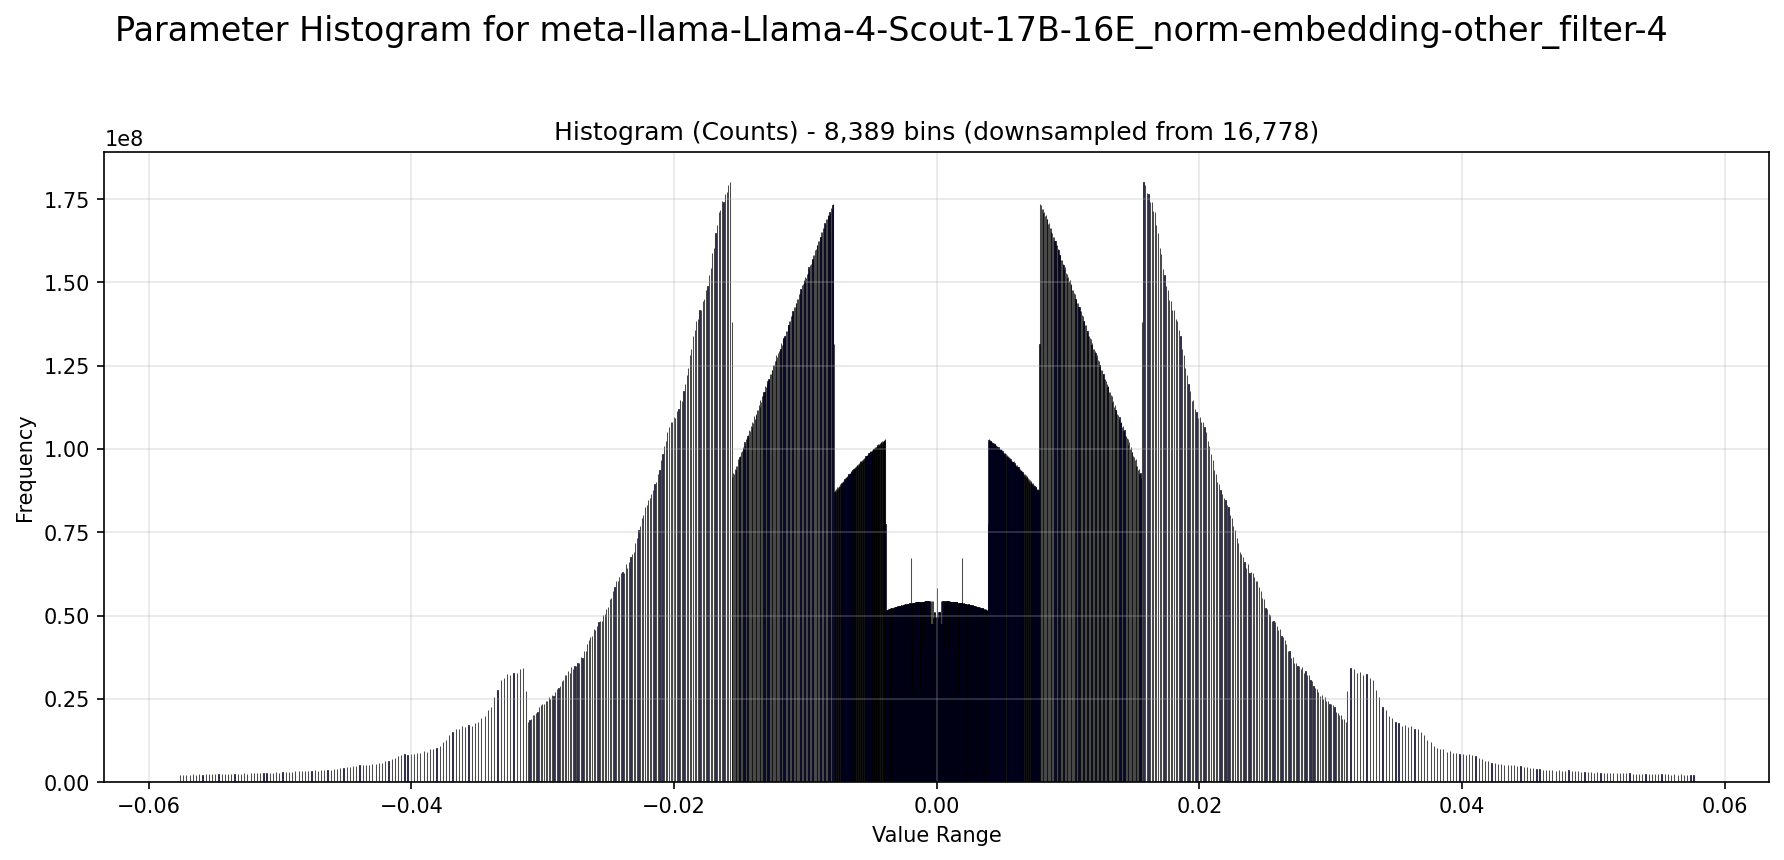 Parameter Histogram for meta-llama-Llama-4-Scout-17B-16E_norm-embedding-other_filter-4
Histogram (Counts) - 8,389 bins (downsampled from 16,778)
1e8
1.75
1.50
1.25
1.00
0.75
0.50
0.25
0.00
Frequency
−0.06 −0.04 −0.02 0.00 0.02 0.04 0.06
Value Range